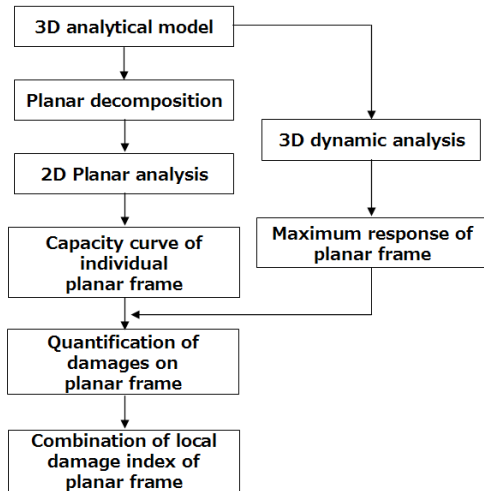 3D analytical model
Planar decomposition
2D Planar analysis
Capacity curve of
individual
planar frame
3D dynamic analysis
Maximum response of
planar frame
Quantification of
damages on
planar frame
Combination of local
damage index of
planar frame